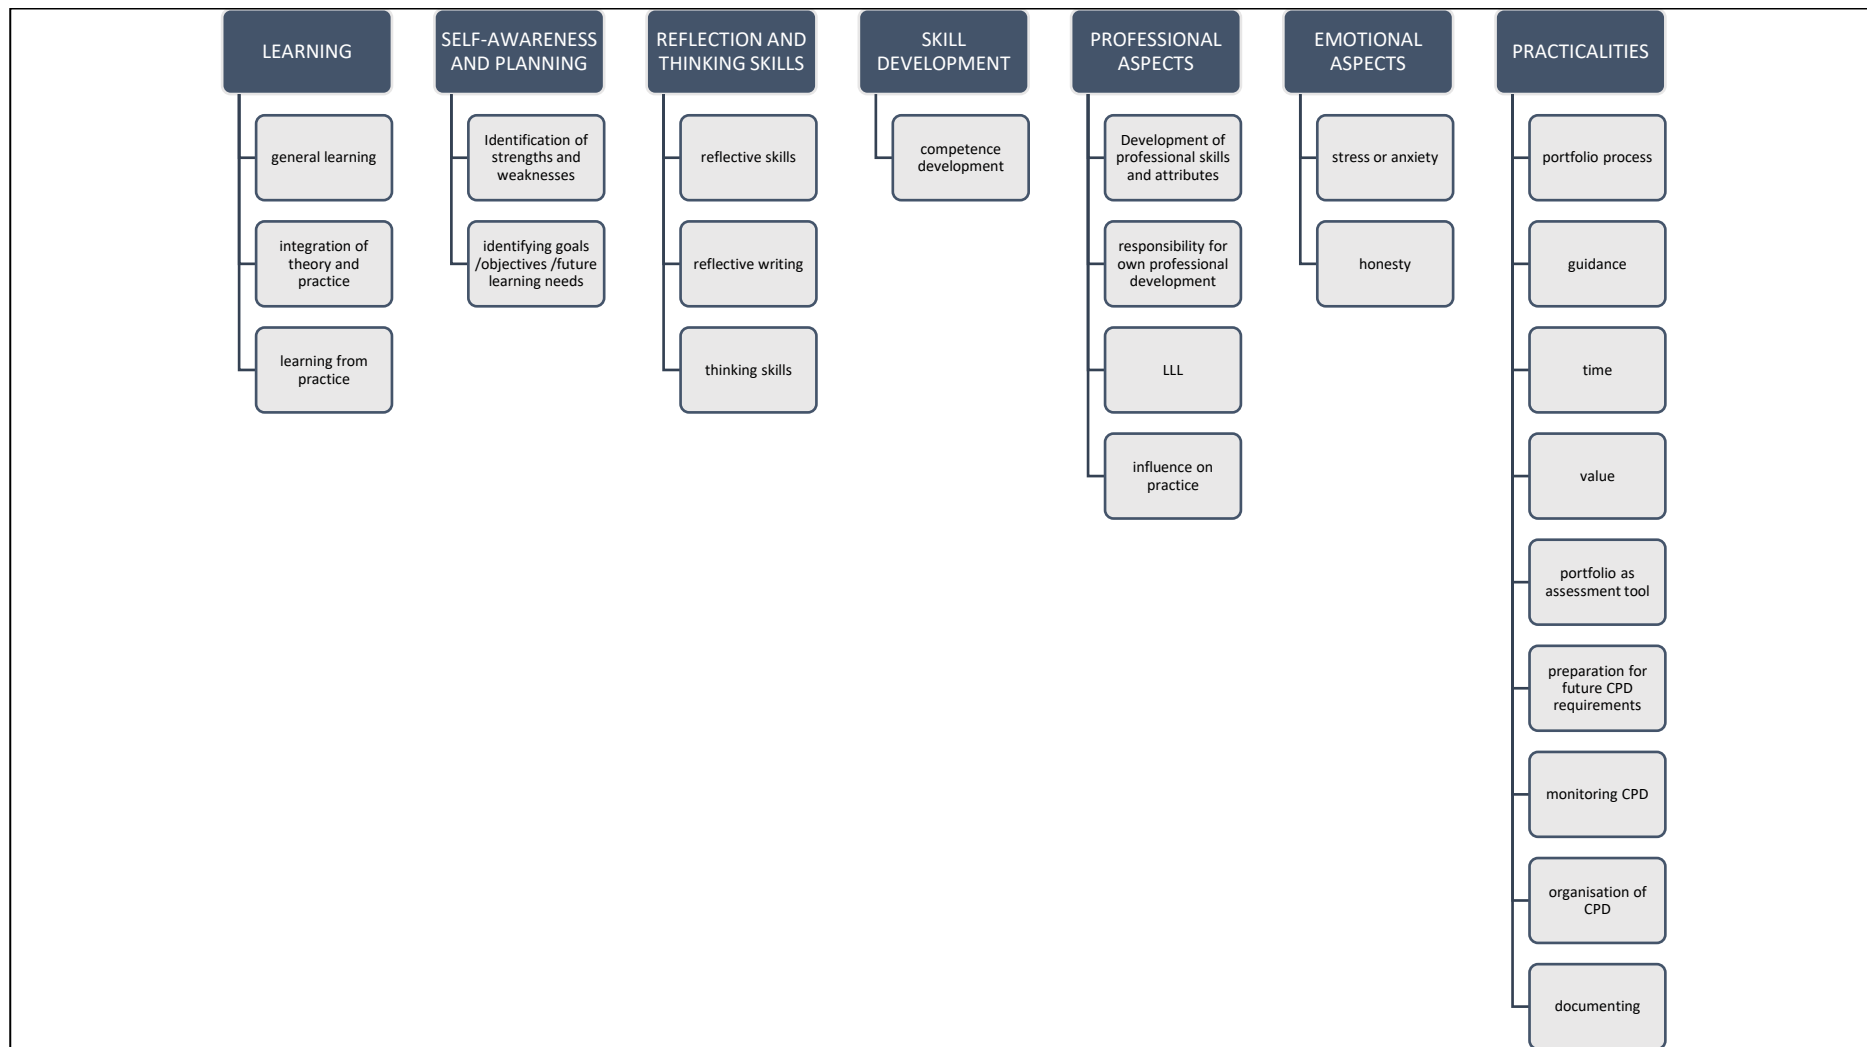 LEARNING
general learning
integration of
theory and
practice
learning from
practice
SELF-AWARENESS
AND PLANNING
Identification of
strengths and
weaknesses
identifying goals
/objectives /future
learning needs
REFLECTION AND
THINKING SKILLS
reflective skills
reflective writing
thinking skills
SKILL
DEVELOPMENT
competence
development
PROFESSIONAL
ASPECTS
Development of
professional skills
and attributes
responsibility for
own professional
development
LLL
influence on
practice
EMOTIONAL
ASPECTS
stress or anxiety
honesty
PRACTICALITIES
portfolio process
guidance
time
value
portfolio as
assessment tool
preparation for
future CPD
requirements
monitoring CPD
organisation of
CPD
documenting